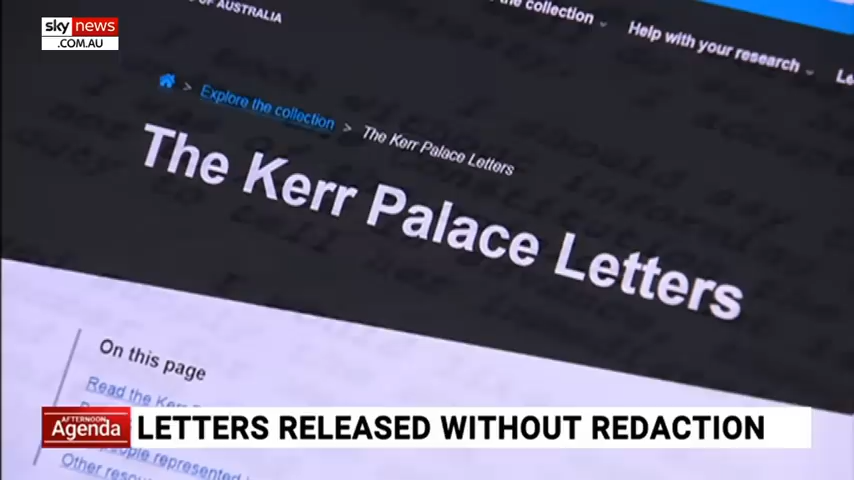 sky news
.COM.AU
OF AUSTRALIA
the collection
Help with your research
Explore the collection > The Kerr Palace Letters
The Kerr Palace Letters
On this page
Read the Kerr
represented
Other
AFTERNOON
Agenda
LETTERS RELEASED WITHOUT REDACTION